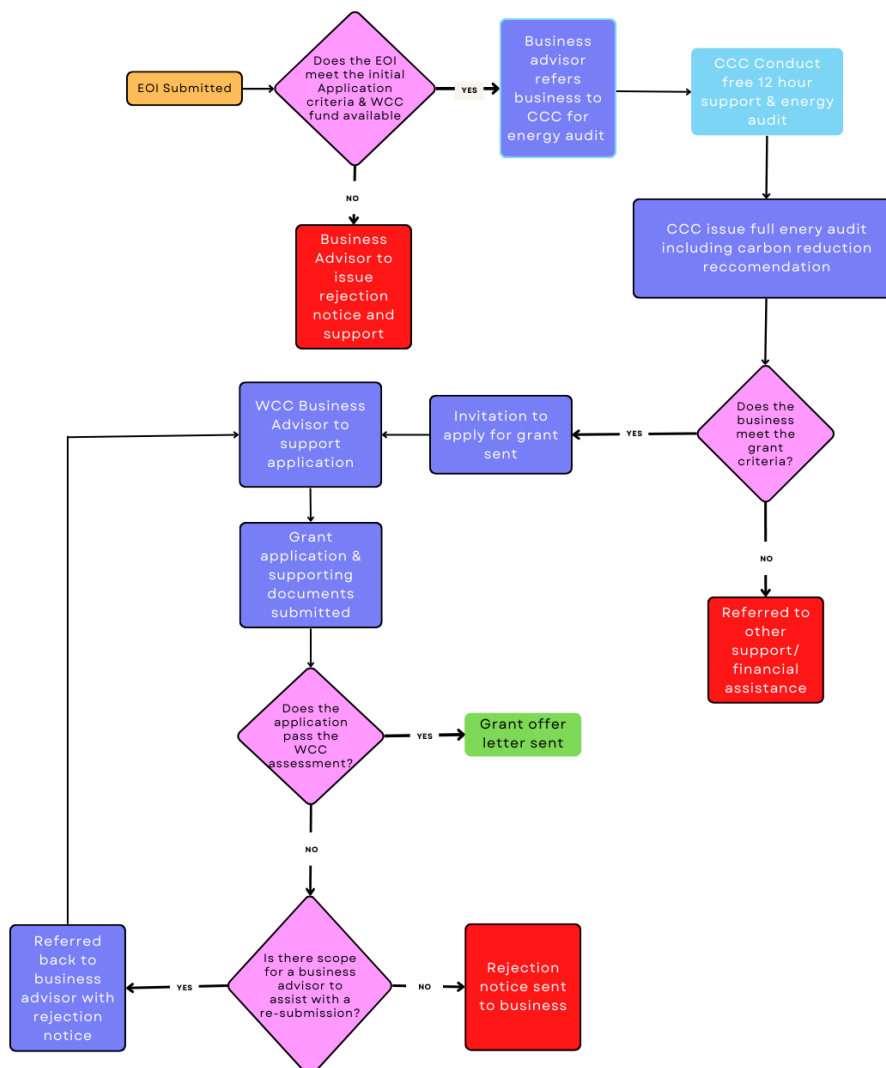 EOI Submitted
Does the EOI
meet the initial
Application
criteria & WCC
fund available
YES
Business
advisor
refers
business to
CCC for
energy audit
CCC Conduct
free 12 hour
support & energy
audit
NO
Business
Advisor to
issue
rejection
notice and
support
CCC issue full enery audit
including carbon reduction
reccomendation
Does the
business
meet the
grant
criteria?
YES
Invitation to
apply for grant
sent
WCC Business
Advisor to
support
application
NO
Referred to
other
support/
financial
assistance
Grant
application &
supporting
documents
submitted
Does the
application
pass the
WCC
assessment?
YES
Grant offer
letter sent
NO
Is there scope
for a business
advisor to
assist with a
re-submission?
YES
Referred
back to
business
advisor with
rejection
notice
NO
Rejection
notice sent
to business